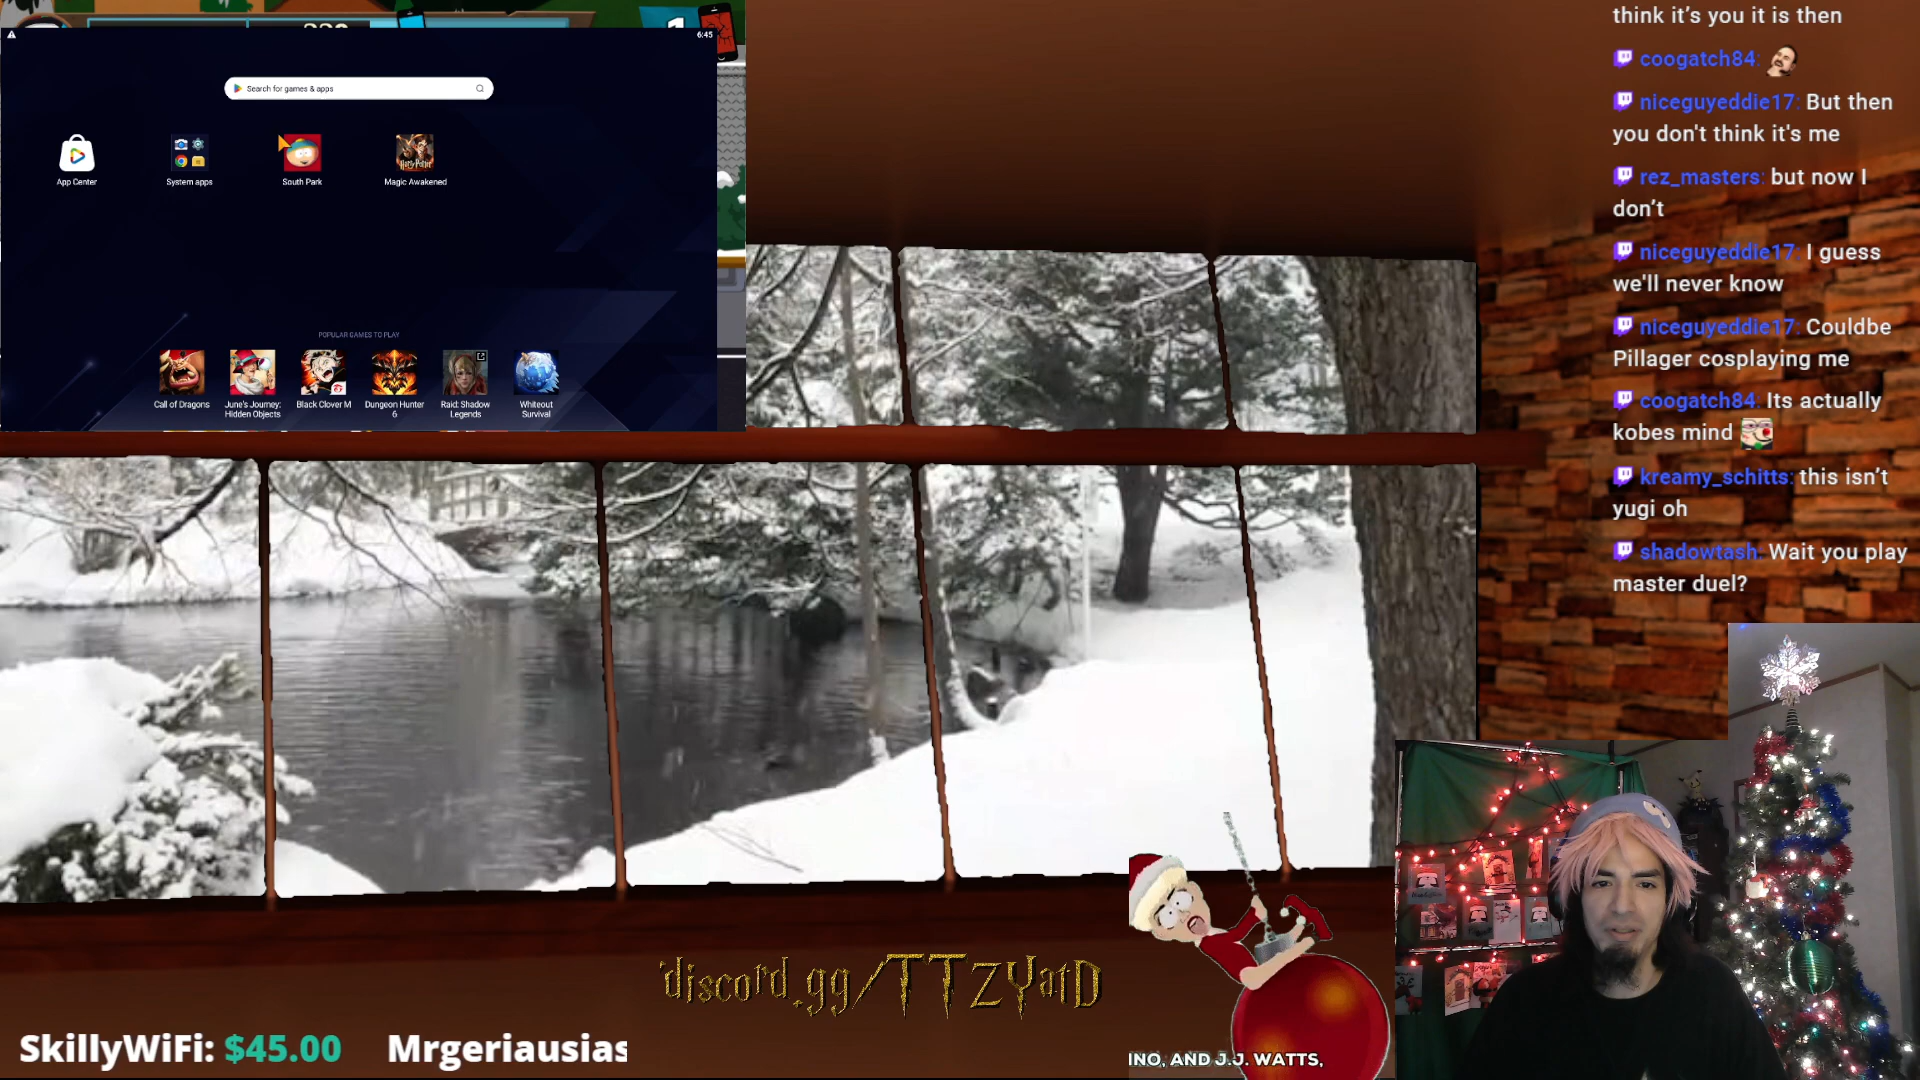 6:45
Search for games & apps
App Center
System apps
South Park
Magic Awakened
POPULAR GAMES TO PLAY
Call of Dragons
June's Journey:
Hidden Objects
Black Clover M
Dungeon Hunter
6
Raid: Shadow
Legends
Whiteout
Survival
think it's you it is then
coogatch84:
niceguyeddie17: But then
you don't think it's me
rez_masters: but now I
don't
niceguyeddie17: I guess
we'll never know
niceguyeddie17: Couldbe
Pillager cosplaying me
coogatch84: Its actually
kobes mind
kreamy_schitts: this isn't
yugi oh
shadowtash: Wait you play
master duel?
discord.gg/TTZYatD
SkillyWiFi: $45.00 Mrgeriausias
INO, AND J.J. WATTS,